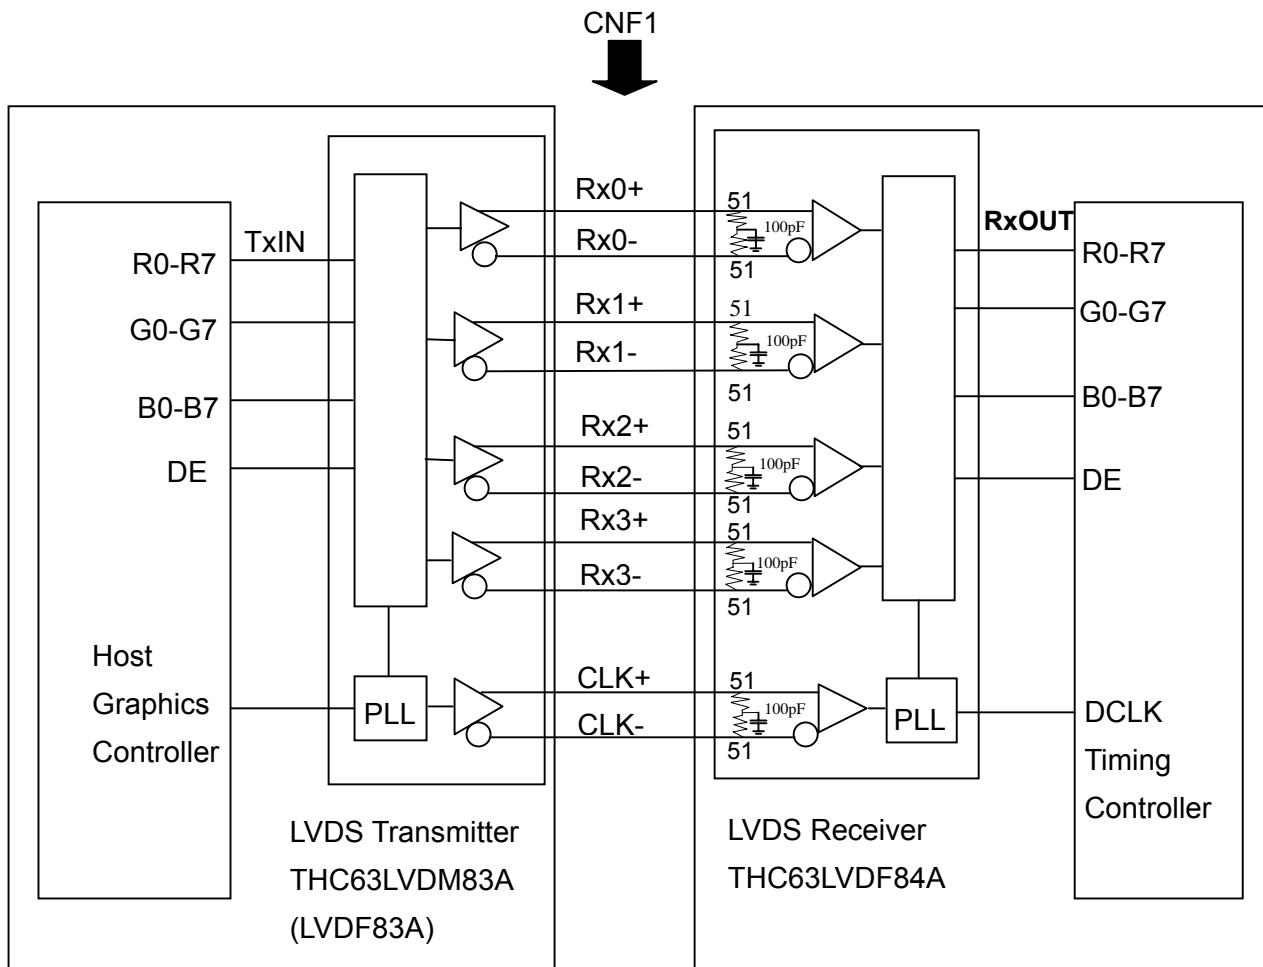 CNF1
TxIN
R0-R7
G0-G7
B0-B7
DE
Host
Graphics
Controller
PLL
LVDS Transmitter
THC63LVDM83A
(LVDF83A)
Rx0+
Rx0-
Rx1+
Rx1-
Rx2+
Rx2-
Rx3+
Rx3-
CLK+
CLK-
51
100pF
51
51
100pF
51
51
100pF
51
51
100pF
51
51
100pF
51
PLL
LVDS Receiver
THC63LVDF84A
RxOUT
R0-R7
G0-G7
B0-B7
DE
DCLK
Timing
Controller